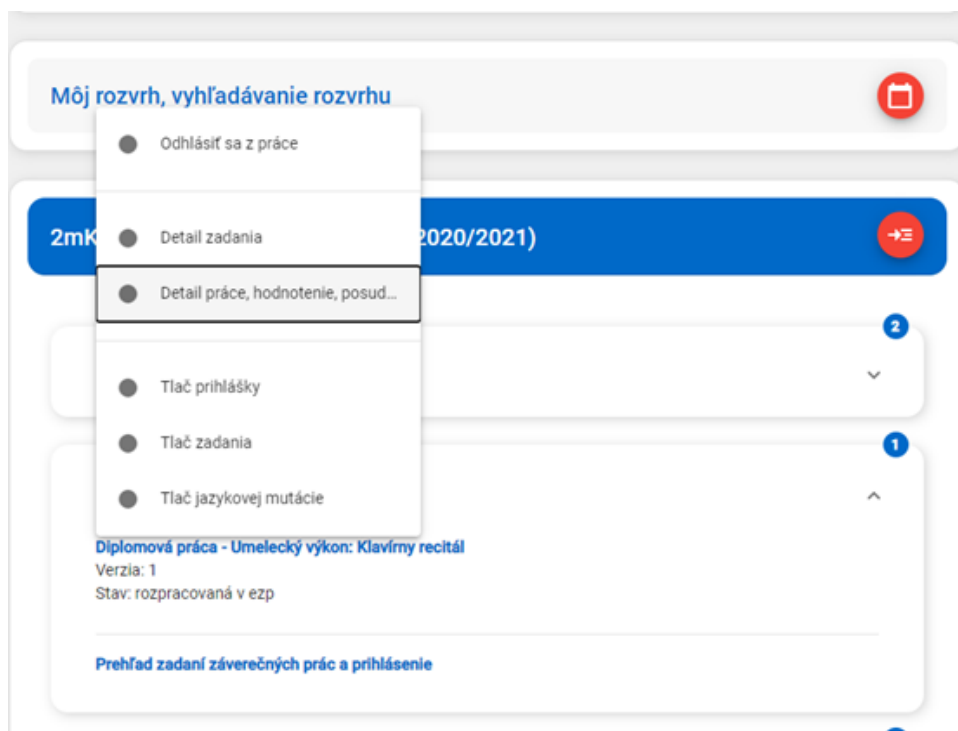 Môj rozvrh, vyhľadávanie rozvrhu
Odhlásiť sa z práce
Detail zadania
2mK
2020/2021)
Detail práce, hodnotenie, posud...
2
Tlač prihlášky
Tlač zadania
1
Tlač jazykovej mutácie
Diplomová práca - Umelecký výkon: Klavírny recitál
Verzia: 1
Stav: rozpracovaná v ezp
Prehľad zadaní záverečných prác a prihlásenie